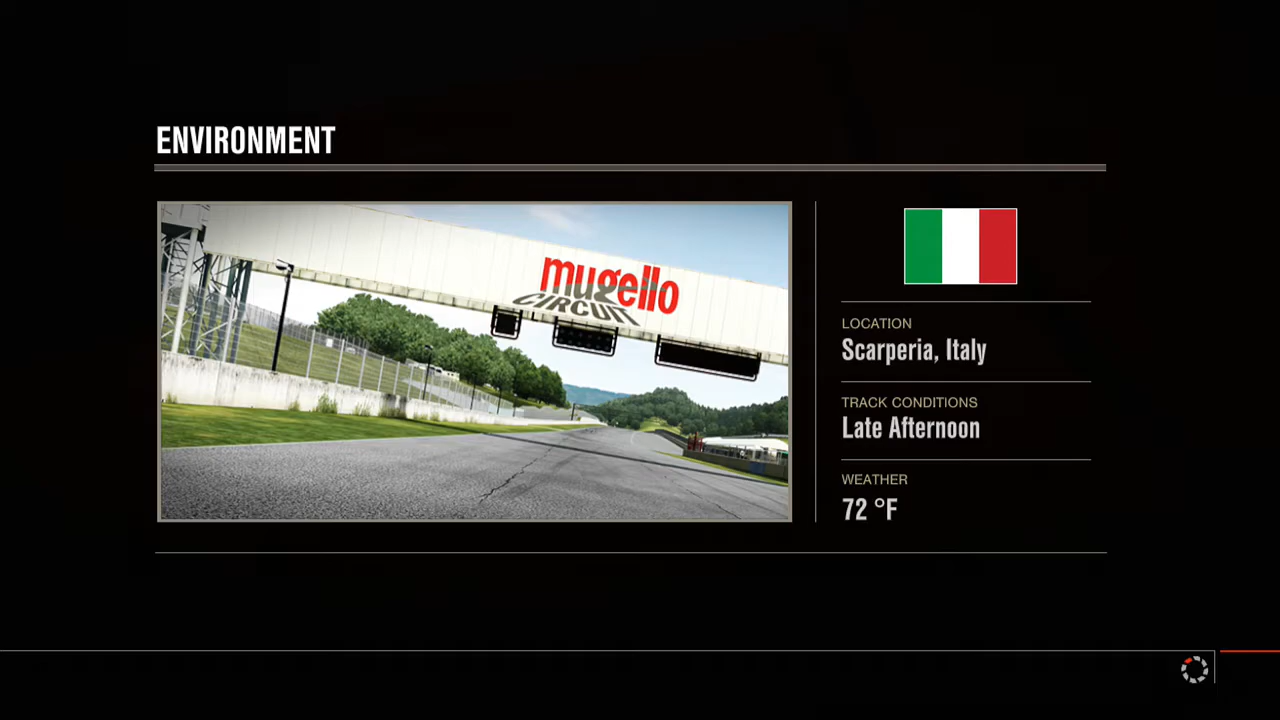 ENVIRONMENT
mugello
CIRCUIT
LOCATION
Scarperia, Italy
TRACK CONDITIONS
Late Afternoon
WEATHER
72 °F